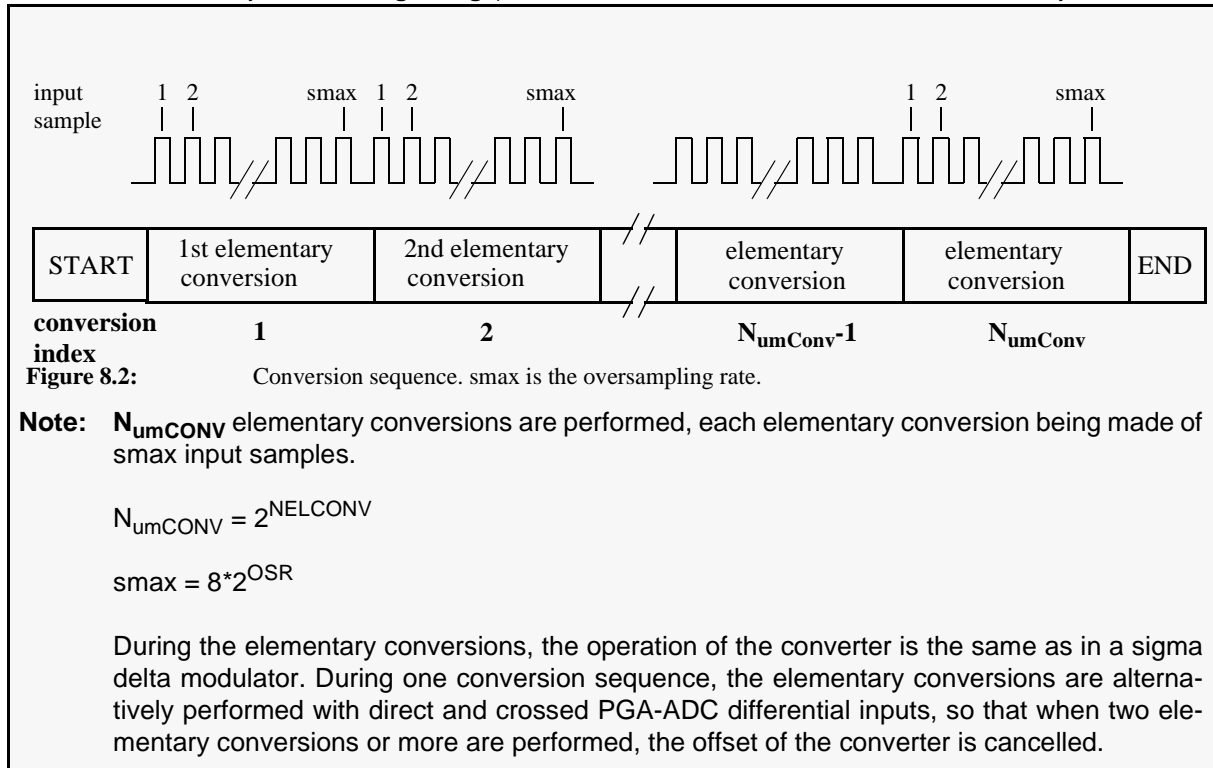 input 1 2 smax 1 2 smax 1 2 smax
sample
START 1st elementary conversion 2nd elementary conversion elementary conversion elementary conversion END
conversion index 1 2 NumConv-1 NumConv
Figure 8.2: Conversion sequence. smax is the oversampling rate.
Note: NumCONV elementary conversions are performed, each elementary conversion being made of
smax input samples.
NumCONV = 2^NELCONV
smax = 8*2^OSR
During the elementary conversions, the operation of the converter is the same as in a sigma
delta modulator. During one conversion sequence, the elementary conversions are alterna-
tively performed with direct and crossed PGA-ADC differential inputs, so that when two ele-
mentary conversions or more are performed, the offset of the converter is cancelled.